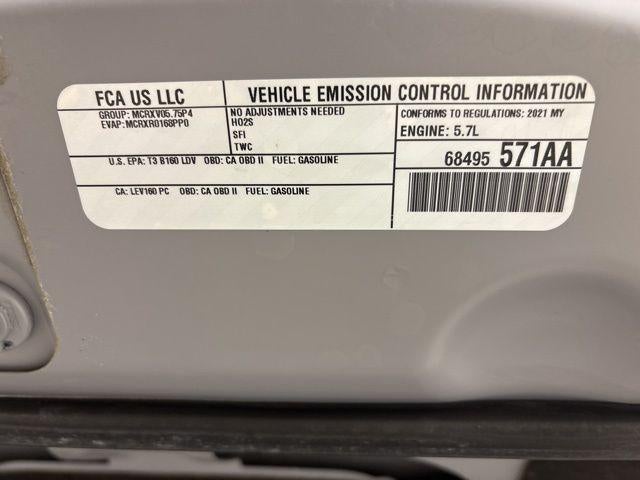 FCA US LLC
VEHICLE EMISSION CONTROL INFORMATION
GROUP: MCRXV05.75P4
EVAP: MCRXR0168PP0
NO ADJUSTMENTS NEEDED
HO2S
SFI
TWC
CONFORMS TO REGULATIONS: 2021 MY
ENGINE: 5.7L
U.S. EPA: T3 B160 LDV OBD: CA OBD II FUEL: GASOLINE
68495 571AA
CA: LEV160 PC OBD: CA OBD II FUEL: GASOLINE